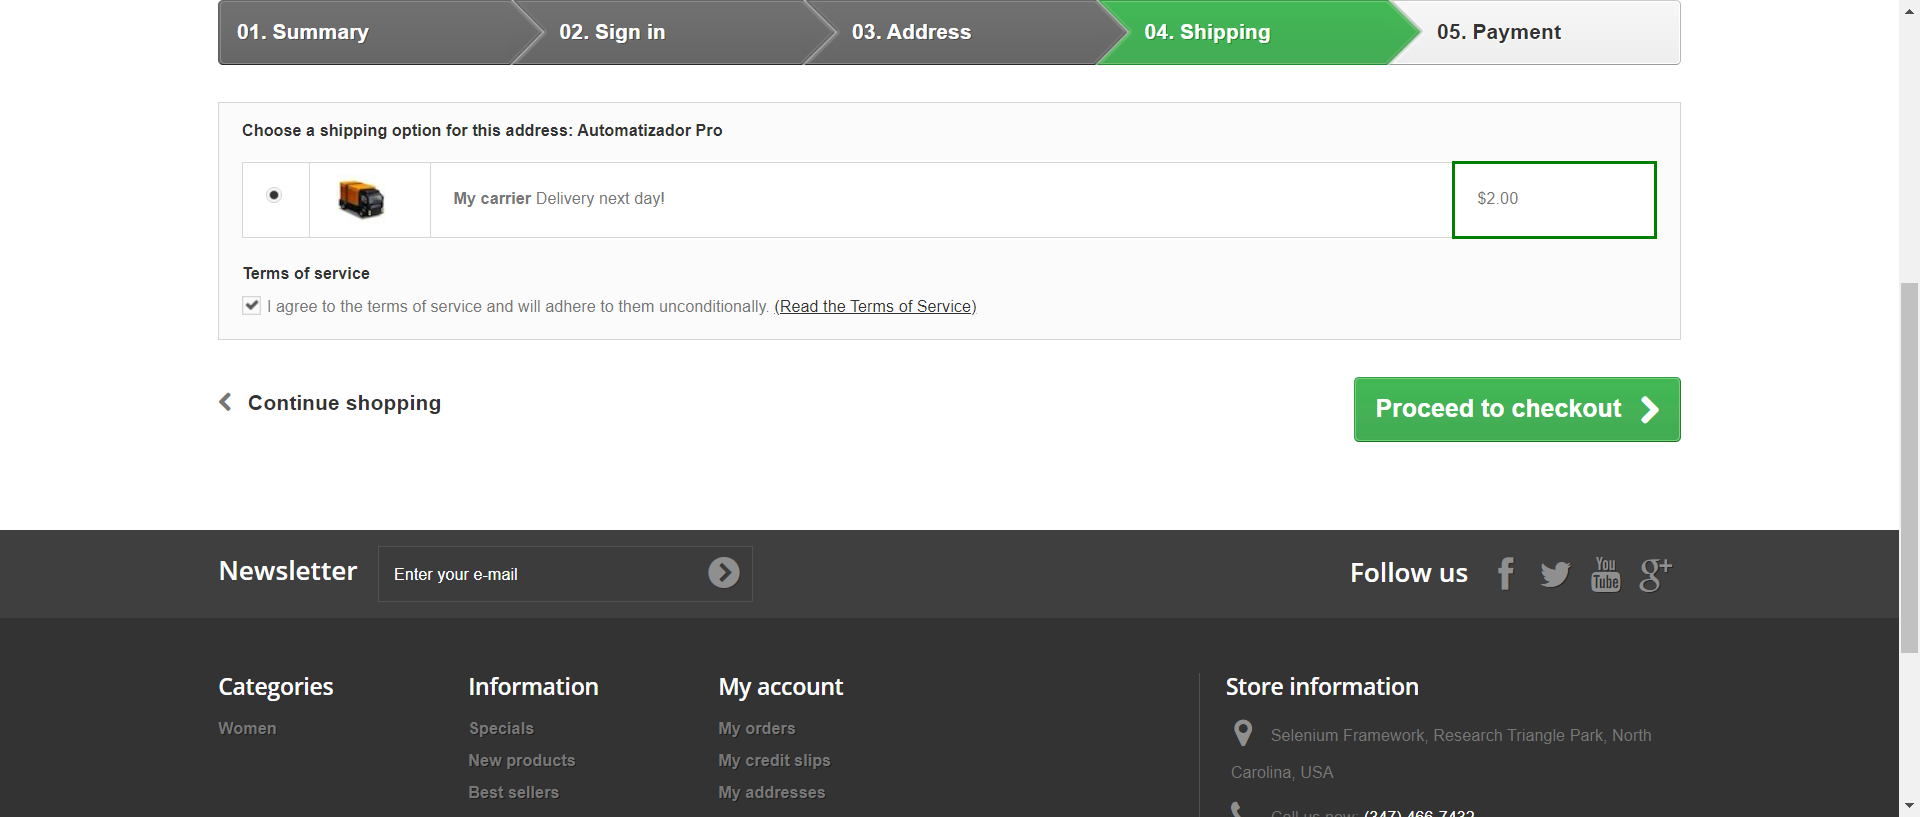 01. Summary
02. Sign in
03. Address
04. Shipping
05. Payment
Choose a shipping option for this address: Automatizador Pro
My carrier Delivery next day!
$2.00
Terms of service
I agree to the terms of service and will adhere to them unconditionally. (Read the Terms of Service)
Continue shopping
Proceed to checkout
Newsletter
Enter your e-mail
Follow us
You
Tube
g+
Categories
Women
Information
Specials
New products
Best sellers
My account
My orders
My credit slips
My addresses
Store information
Selenium Framework, Research Triangle Park, North
Carolina, USA
Call us now: (347) 466-7432